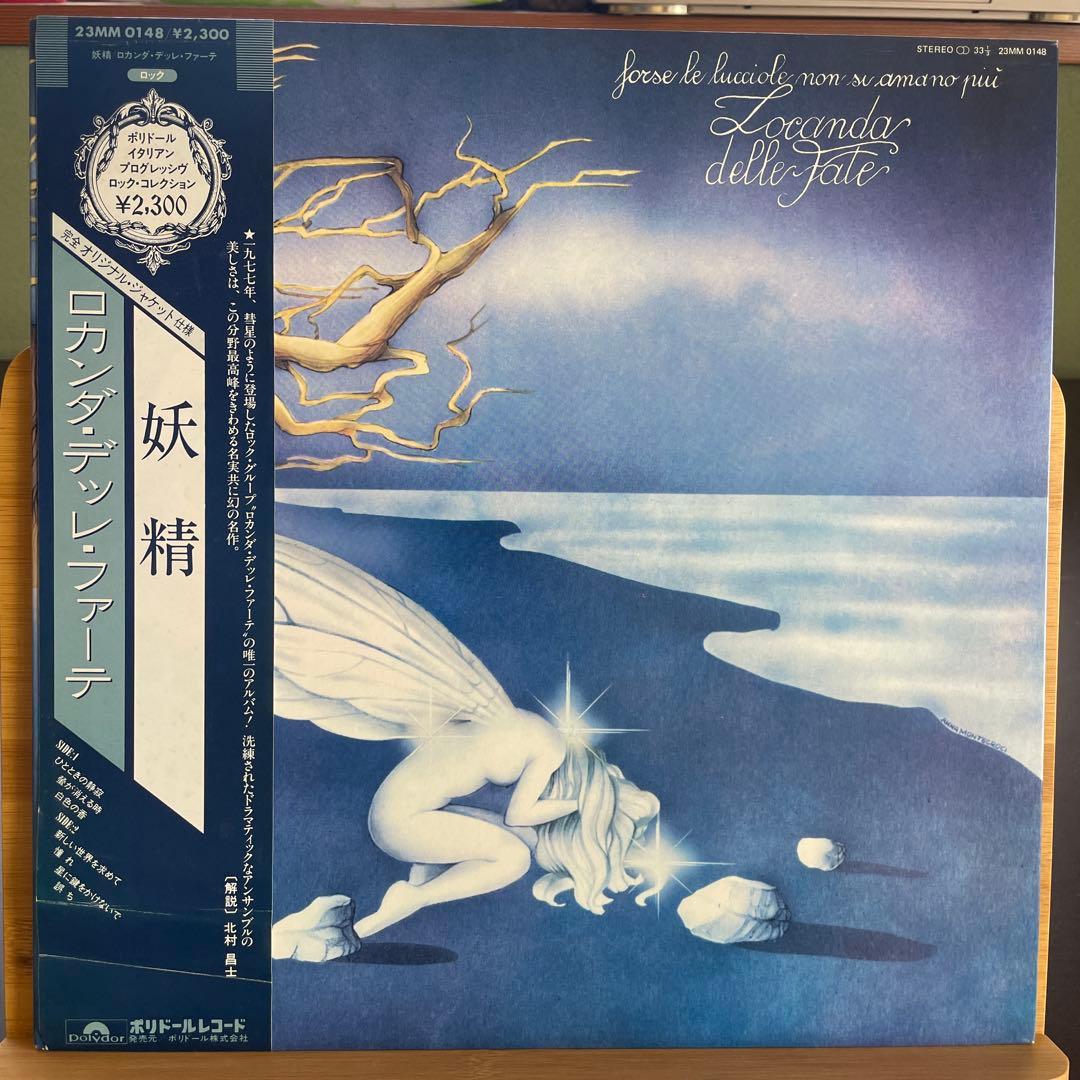 23MM 0148/¥2,300
妖精 ロカンダ・デッレ・ファーテ
ロック
ポリドール
イタリアン
プログレッシヴ
ロック・コレクション
¥2,300
完全 オリジナル・ジャケット 仕様
ロカンダ・デッレ・ファーテ
妖精
★一九七七年、彗星のように登場したロック・グループ〝ロカンダ・デッレ・ファーテ〟の唯一のアルバム! 洗練されたドラマティックなアンサンブルの
美しさは、この分野最高峰をきわめる名実共に幻の名作。
〔解説〕北村 昌士
SIDE:1
ひとときの静寂
蛍が消える時
白色の香
SIDE:2
新しい世界を求めて
憧れ
星に鍵をかけないで
誤ち
polydor
ポリドールレコード
発売元/ポリドール株式会社
STEREO 33⅓ 23MM 0148
forse le lucciole non si amano più
Locanda
delle Fate
ANNA MONTECROCI